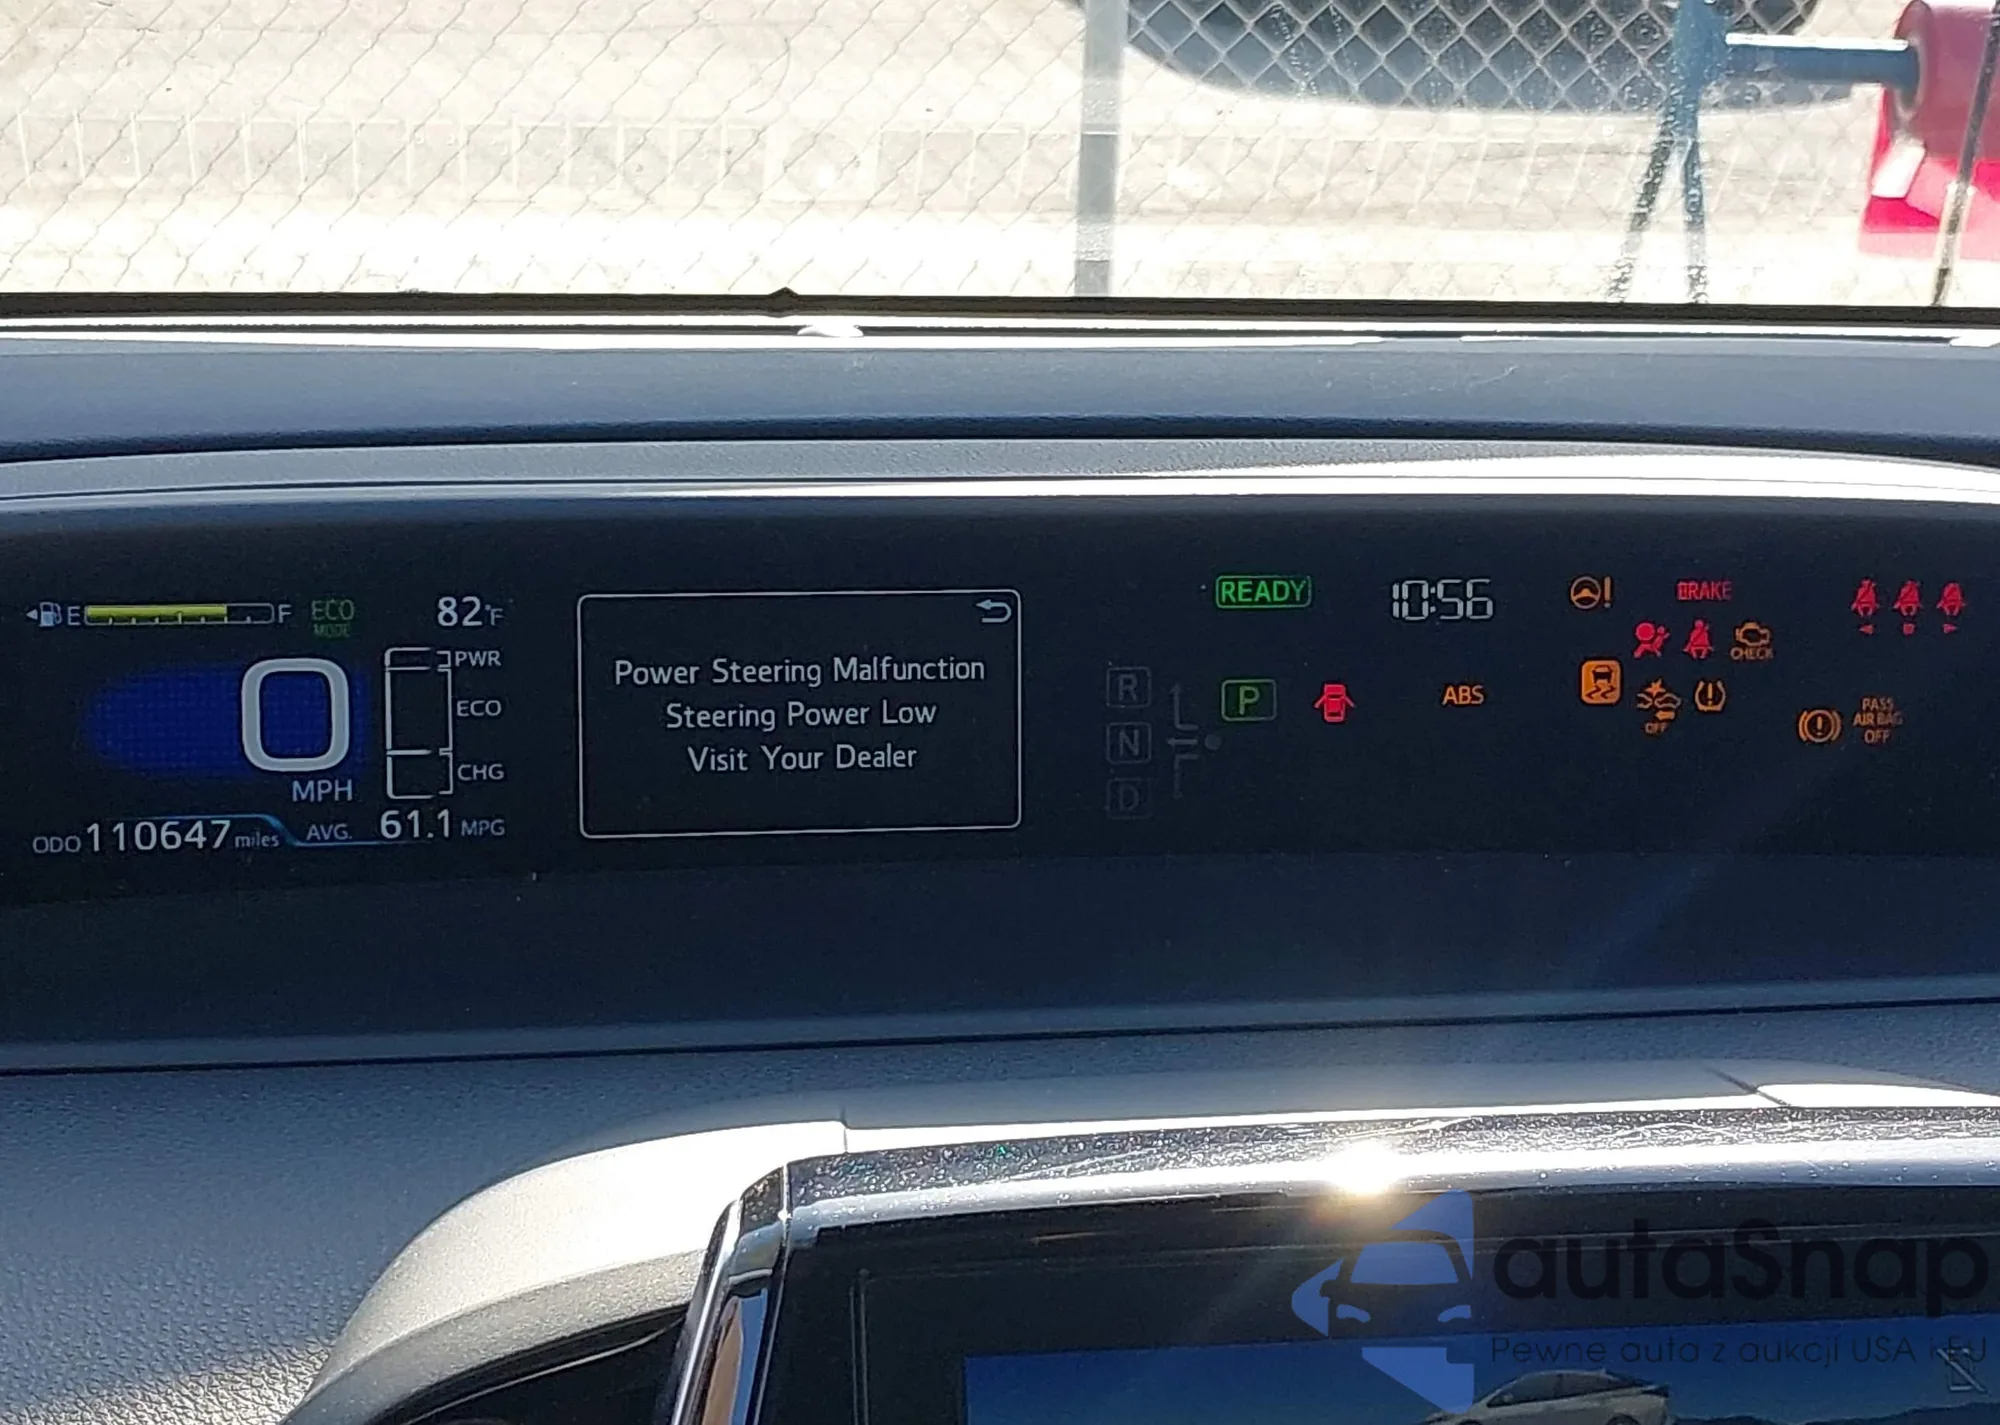 E F ECO MODE 82°F
PWR
ECO
0
MPH
CHG
ODO 110647 miles AVG. 61.1 MPG
Power Steering Malfunction
Steering Power Low
Visit Your Dealer
READY 10:56 BRAKE
CHECK
R P ABS
OFF
PASS
AIR BAG
OFF
N
D
autaSnap
Pewne auta z aukcji USA i EU